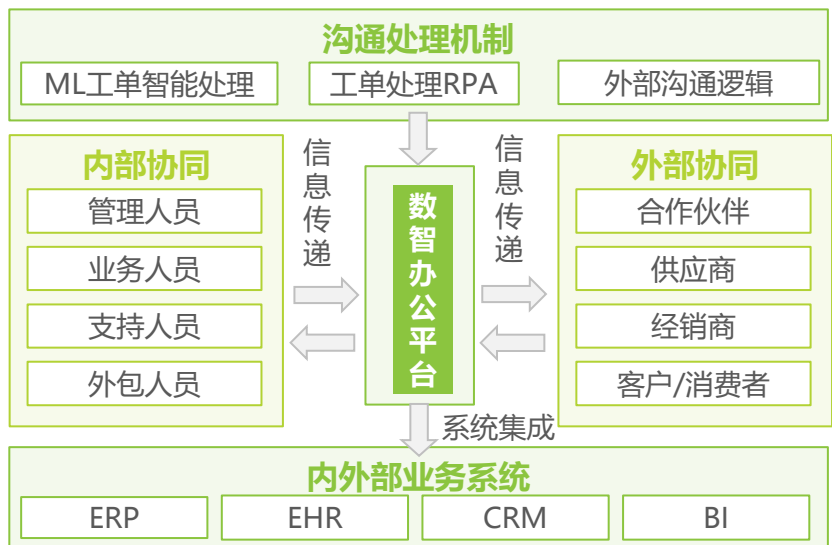 沟通处理机制
ML工单智能处理
工单处理RPA
外部沟通逻辑
内部协同
管理人员
业务人员
支持人员
外包人员
信息传递
数智办公平台
信息传递
外部协同
合作伙伴
供应商
经销商
客户/消费者
系统集成
内外部业务系统
ERP
EHR
CRM
BI